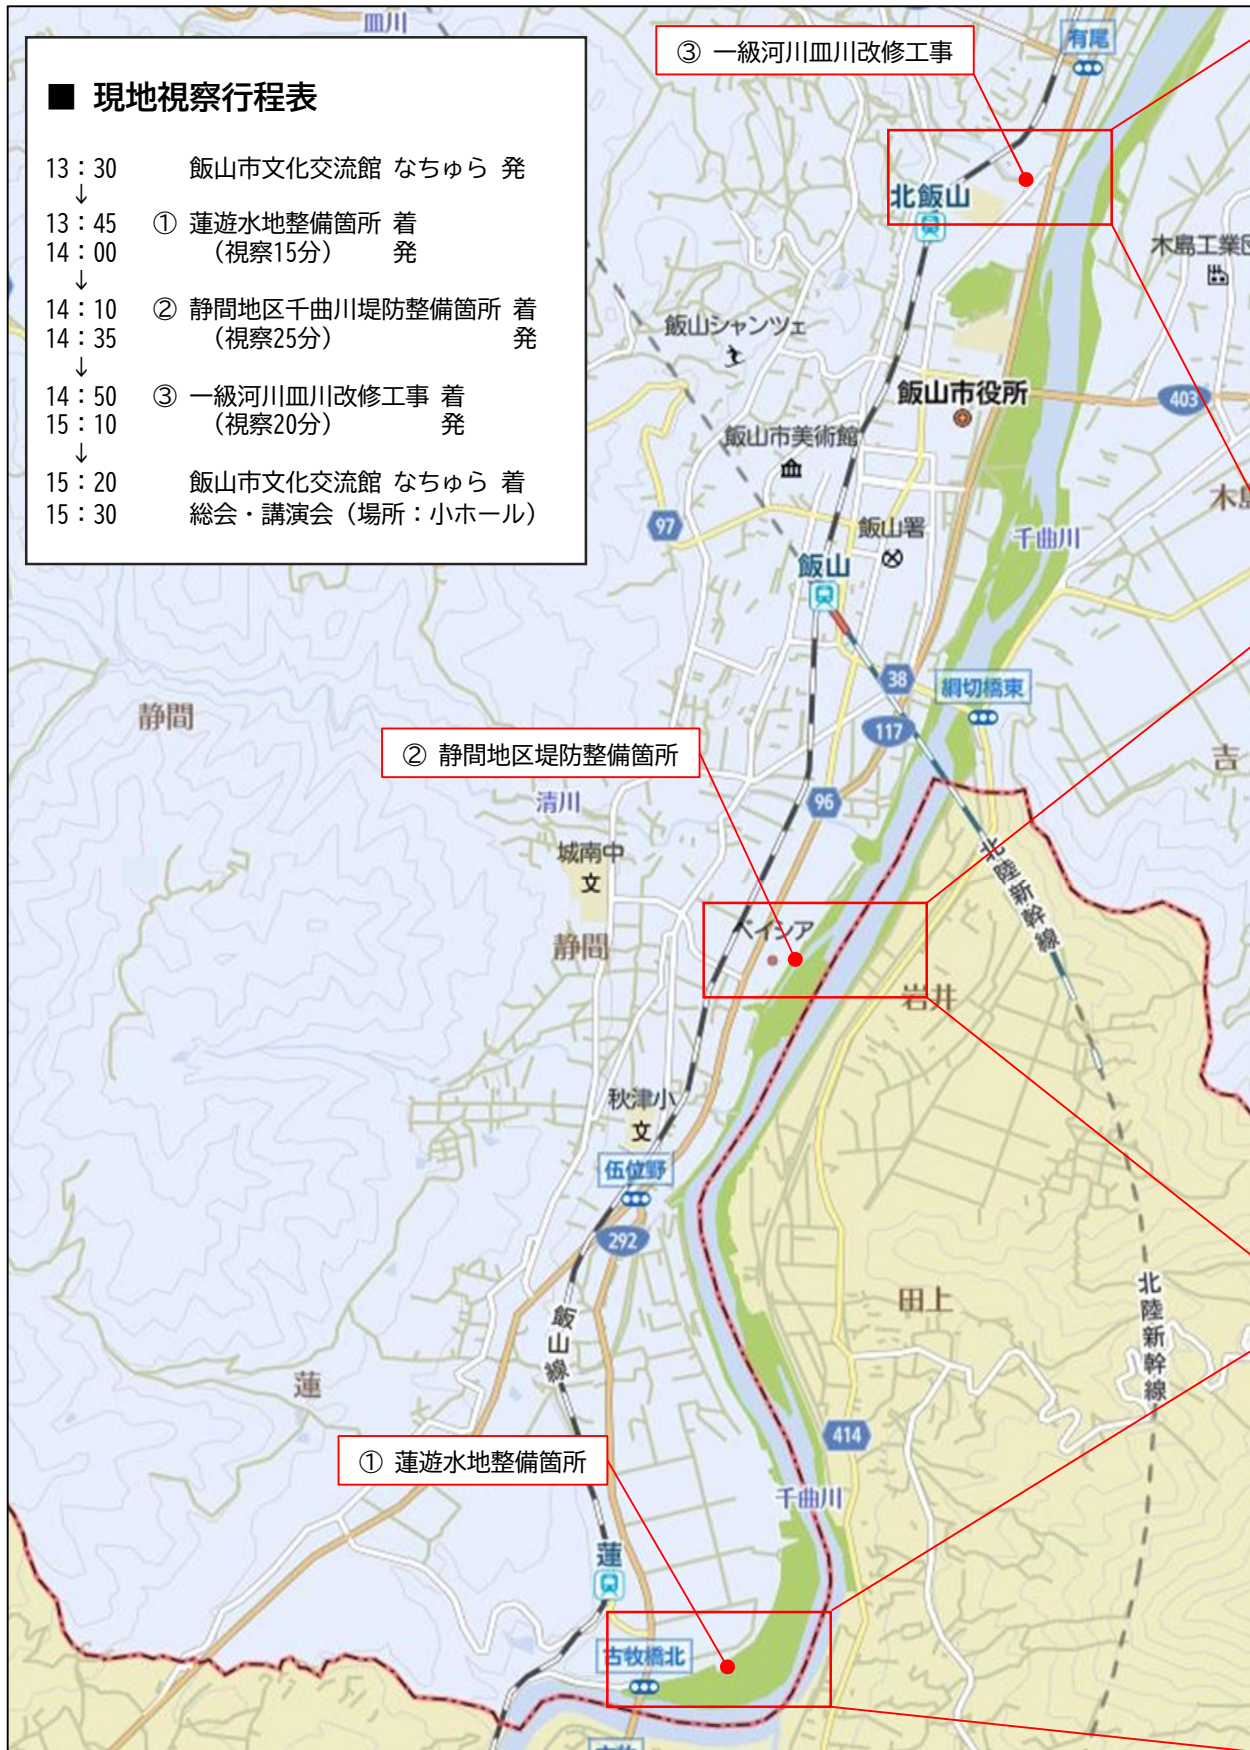 ■ 現地視察行程表
13：30 飯山市文化交流館 なちゅら 発
↓
13：45 ① 蓮遊水地整備箇所 着
14：00 （視察15分） 発
↓
14：10 ② 静間地区千曲川堤防整備箇所 着
14：35 （視察25分） 発
↓
14：50 ③ 一級河川皿川改修工事 着
15：10 （視察20分） 発
↓
15：20 飯山市文化交流館 なちゅら 着
15：30 総会・講演会（場所：小ホール）
皿川
③ 一級河川皿川改修工事
有尾
北飯山
木島工業団
飯山シャンツェ
飯山市役所
403
飯山市美術館
木島
97
飯山署
千曲川
飯山
38
綱切橋東
静間
117
② 静間地区堤防整備箇所
吉
清川
96
城南中
文
北陸新幹線
ベイシア
静間
岩井
秋津小
文
伍位野
292
北陸新幹線
田上
飯山線
蓮
414
① 蓮遊水地整備箇所
千曲川
蓮
古牧橋北